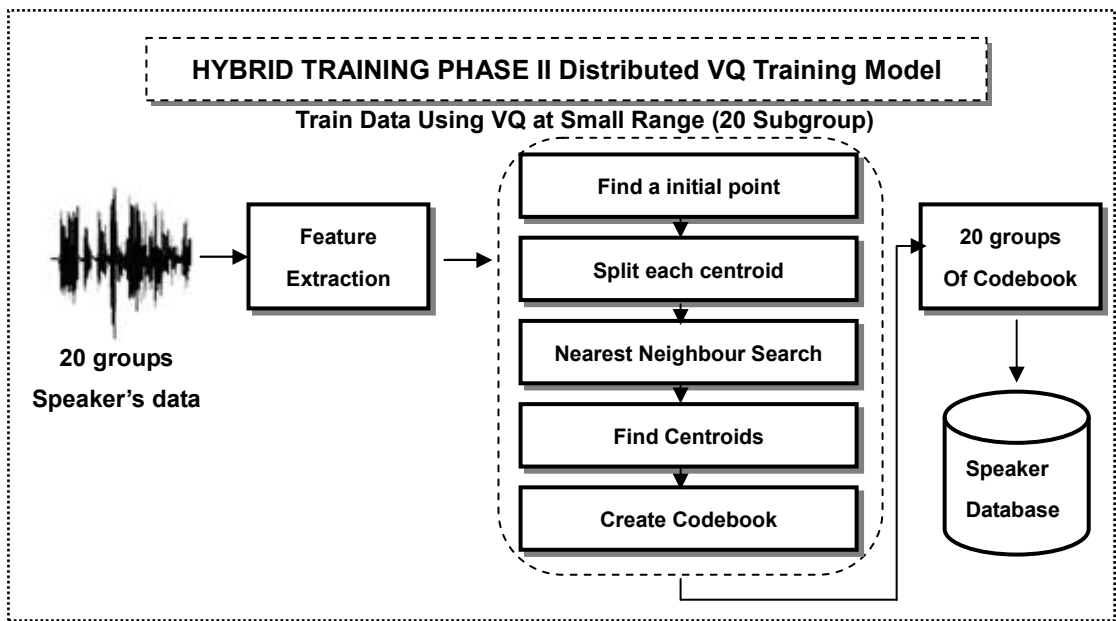 HYBRID TRAINING PHASE II Distributed VQ Training Model
Train Data Using VQ at Small Range (20 Subgroup)
20 groups
Speaker’s data
Feature
Extraction
Find a initial point
Split each centroid
Nearest Neighbour Search
Find Centroids
Create Codebook
20 groups
Of Codebook
Speaker
Database